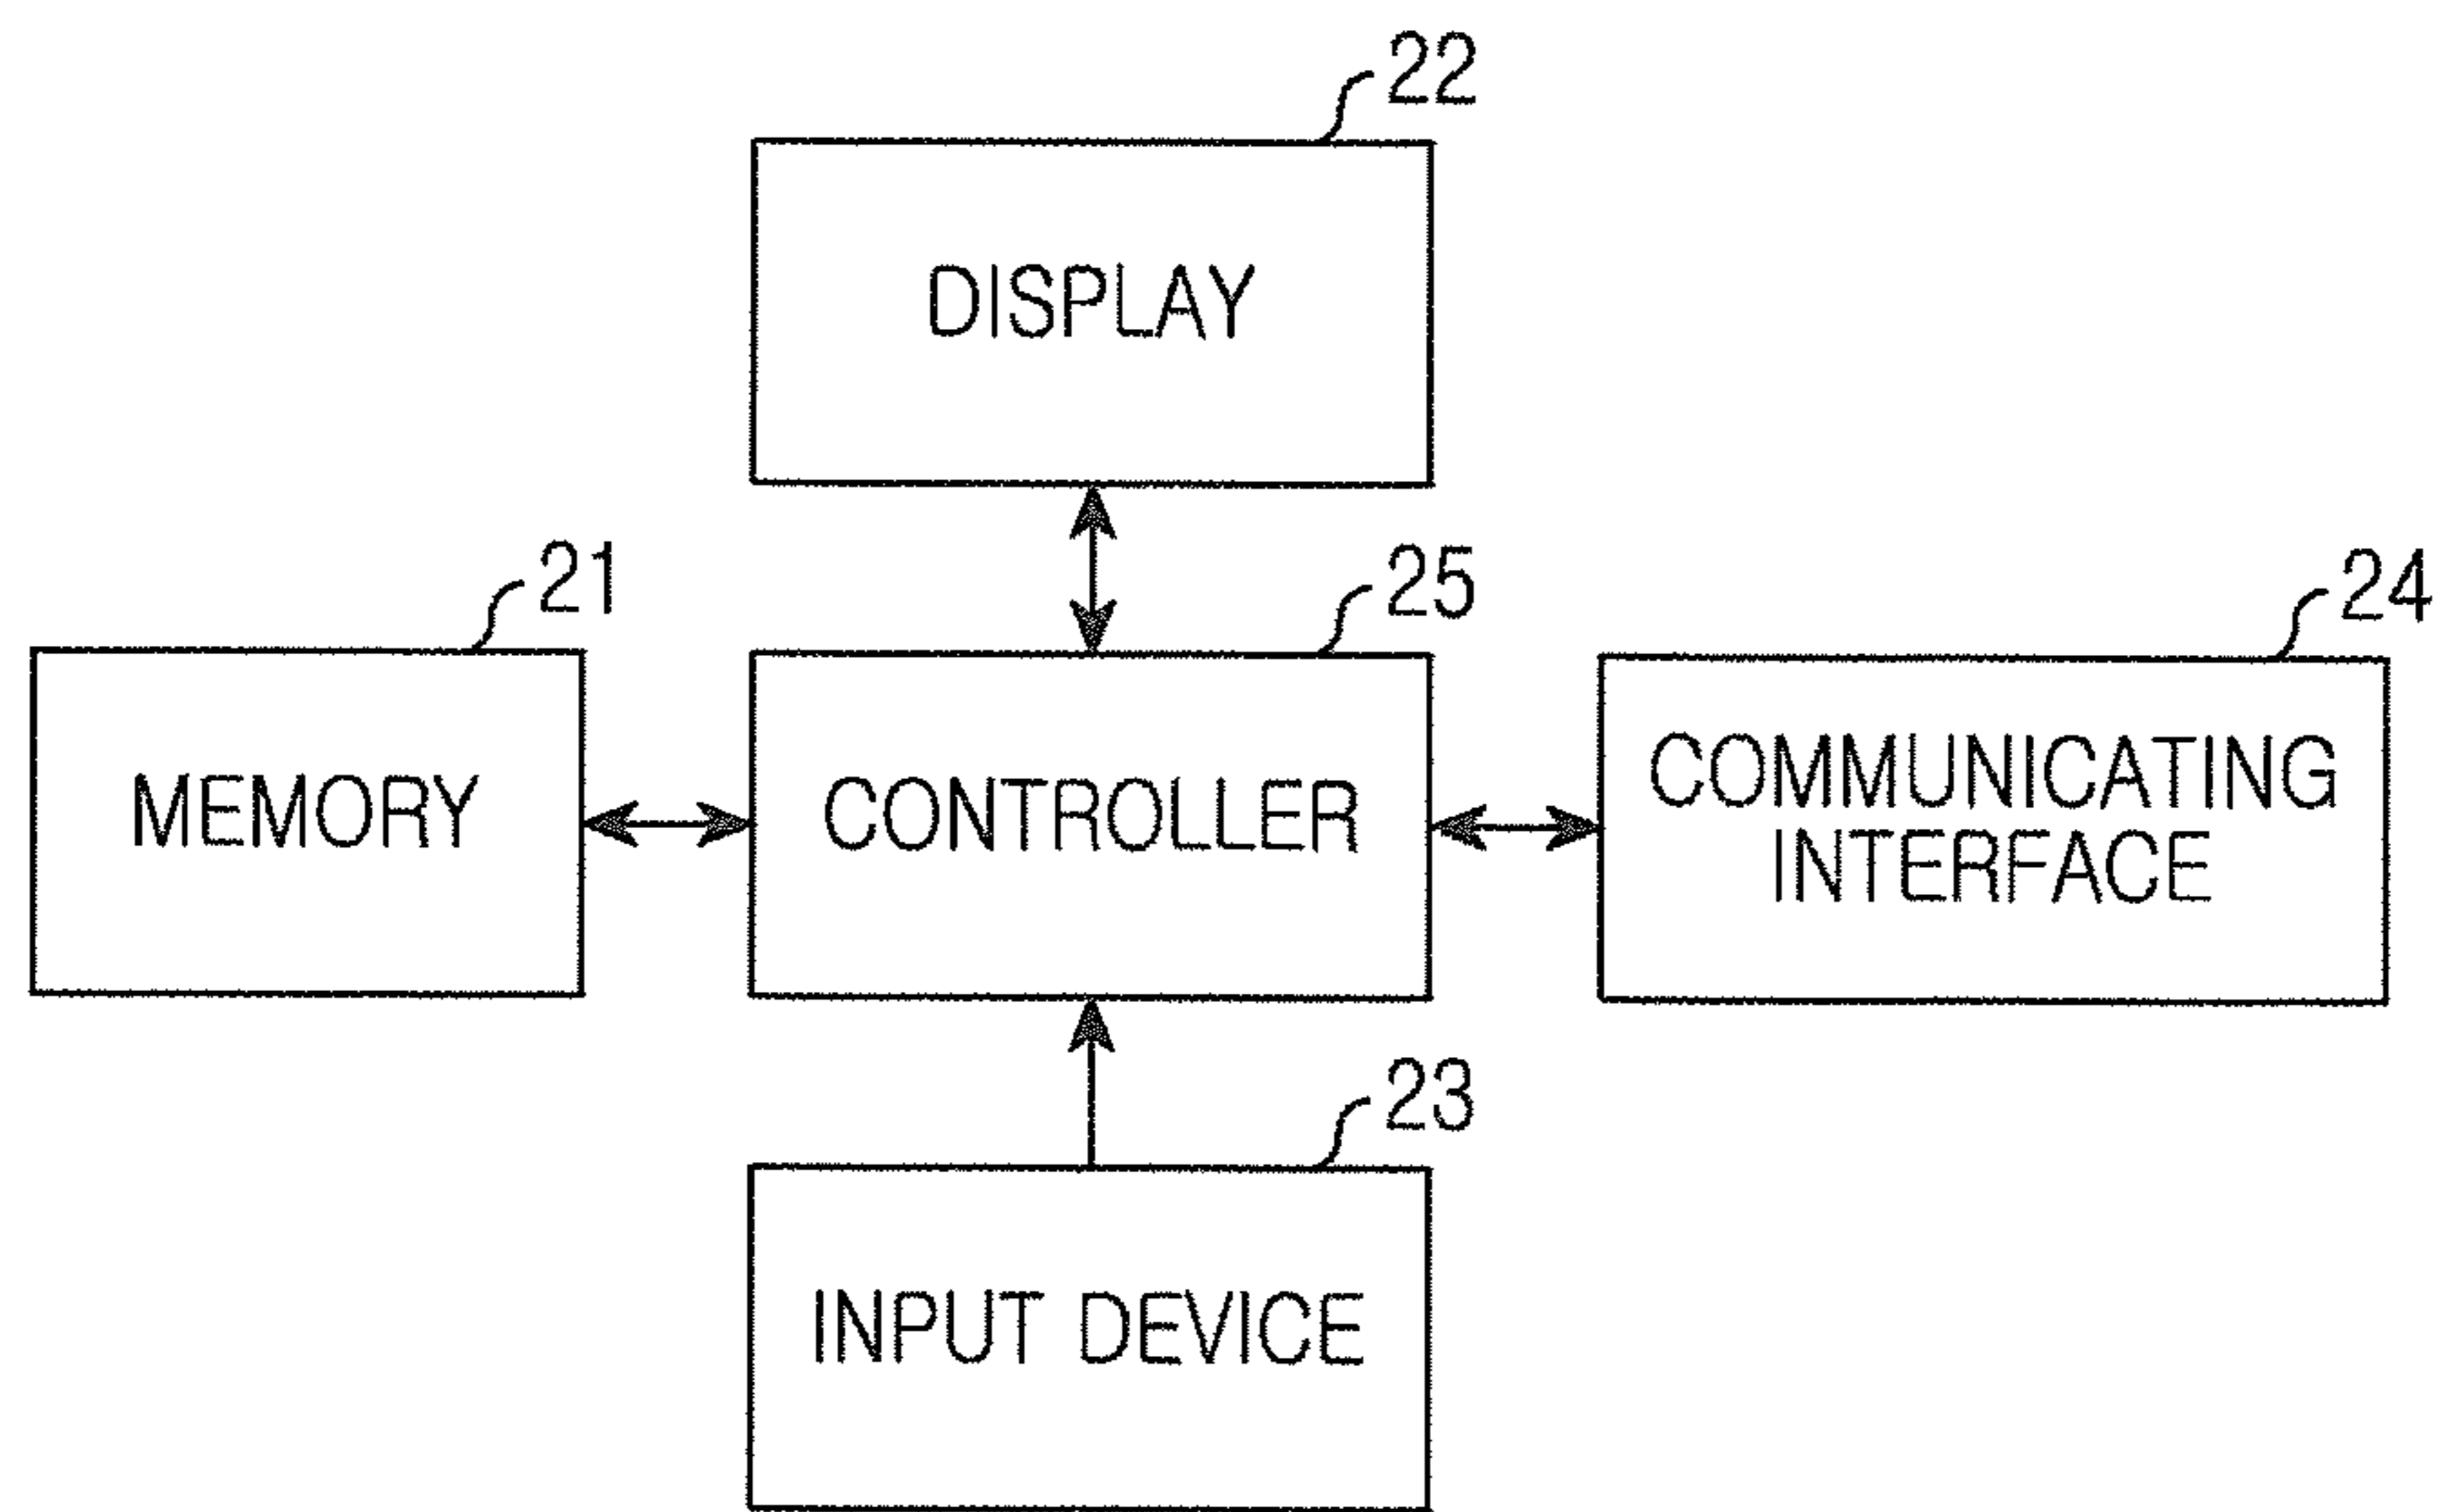 22
DISPLAY
21
25
24
MEMORY
CONTROLLER
COMMUNICATING
INTERFACE
23
INPUT DEVICE